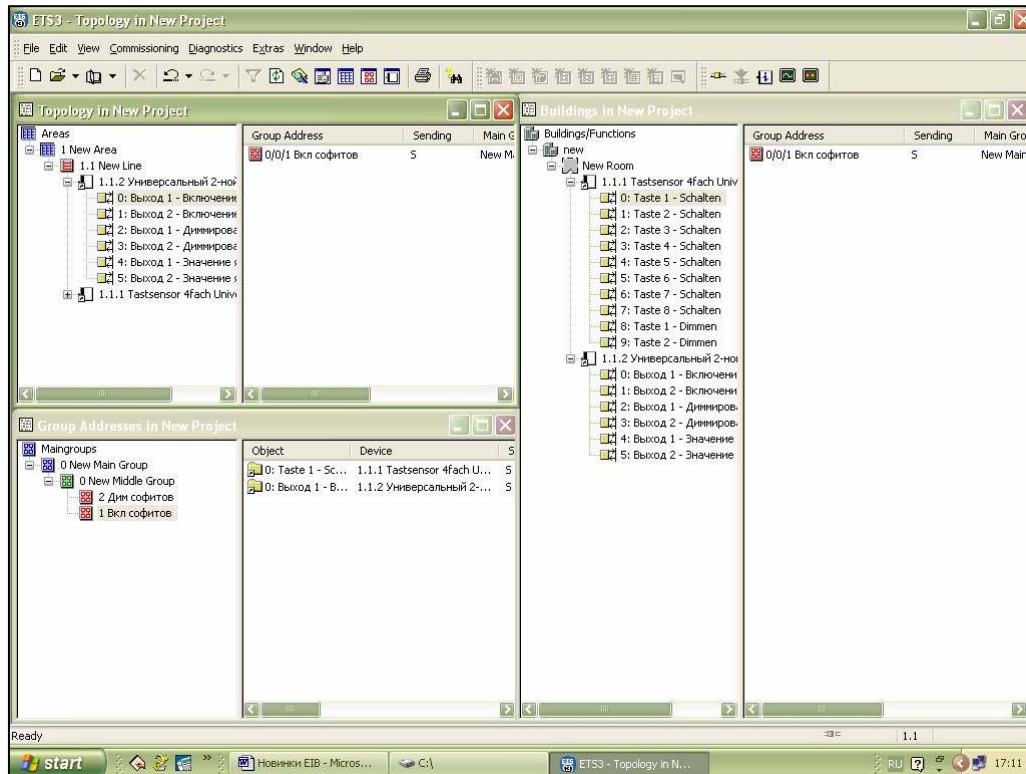 ETS3 - Topology in New Project
File Edit View Commissioning Diagnostics Extras Window Help
Topology in New Project
Areas
1 New Area
1.1 New Line
1.1.2 Универсальный 2-ной
0: Выход 1 - Включение
1: Выход 2 - Включение
2: Выход 1 - Диммирова
3: Выход 2 - Диммирова
4: Выход 1 - Значение я
5: Выход 2 - Значение я
1.1.1 Tastsensor 4fach Unive
Group Address Sending Main G
0/0/1 Вкл софитов S New M
Group Addresses in New Project
Maingroups
0 New Main Group
0 New Middle Group
2 Дим софитов
1 Вкл софитов
Object Device S
0: Taste 1 - Sc... 1.1.1 Tastsensor 4fach U... S
0: Выход 1 - В... 1.1.2 Универсальный 2-... S
Buildings in New Project
Buildings/Functions
new
New Room
1.1.1 Tastsensor 4fach Univ
0: Taste 1 - Schalten
1: Taste 2 - Schalten
2: Taste 3 - Schalten
3: Taste 4 - Schalten
4: Taste 5 - Schalten
5: Taste 6 - Schalten
6: Taste 7 - Schalten
7: Taste 8 - Schalten
8: Taste 1 - Dimmen
9: Taste 2 - Dimmen
1.1.2 Универсальный 2-но
0: Выход 1 - Включени
1: Выход 2 - Включени
2: Выход 1 - Диммиров
3: Выход 2 - Диммиров
4: Выход 1 - Значение
5: Выход 2 - Значение
Group Address Sending Main Gro
0/0/1 Вкл софитов S New Main
Ready 1.1
start Новинки EIB - Micros... C:\ ETS3 - Topology in N... RU 17:11